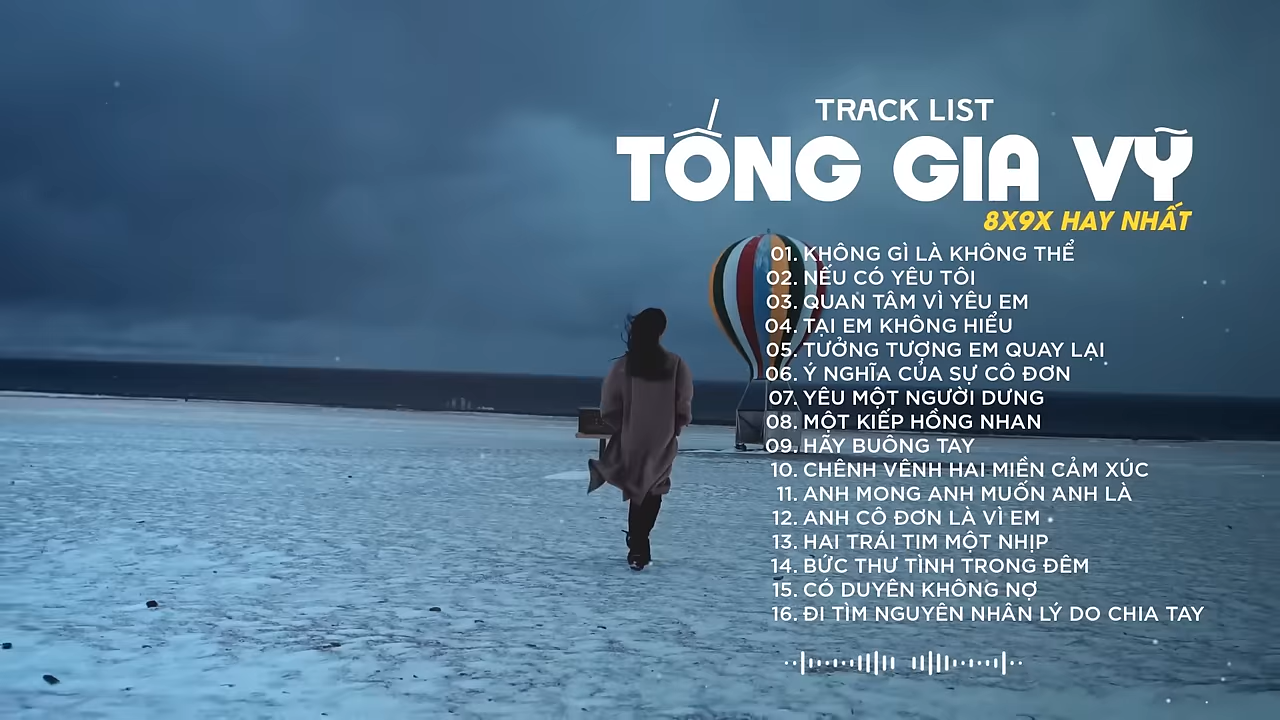 TRACK LIST
TỐNG GIA VỸ
8X9X HAY NHẤT
01. KHÔNG GÌ LÀ KHÔNG THỂ
02. NẾU CÓ YÊU TÔI
03. QUAN TÂM VÌ YÊU EM
04. TẠI EM KHÔNG HIỂU
05. TƯỞNG TƯỢNG EM QUAY LẠI
06. Ý NGHĨA CỦA SỰ CÔ ĐƠN
07. YÊU MỘT NGƯỜI DƯNG
08. MỘT KIẾP HỒNG NHAN
09. HÃY BUÔNG TAY
10. CHÊNH VÊNH HAI MIỀN CẢM XÚC
11. ANH MONG ANH MUỐN ANH LÀ
12. ANH CÔ ĐƠN LÀ VÌ EM
13. HAI TRÁI TIM MỘT NHỊP
14. BỨC THƯ TÌNH TRONG ĐÊM
15. CÓ DUYÊN KHÔNG NỢ
16. ĐI TÌM NGUYÊN NHÂN LÝ DO CHIA TAY